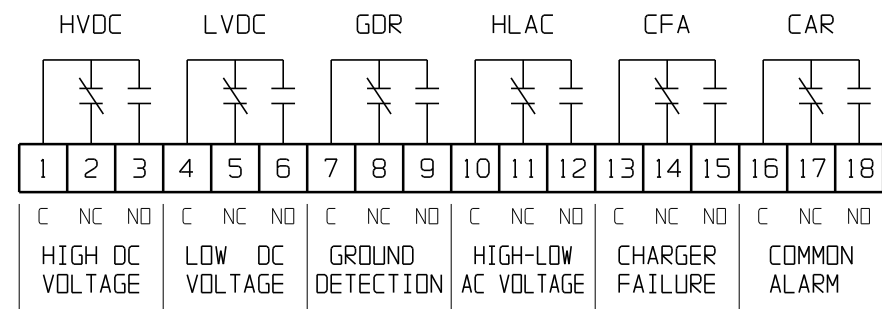 HVDC LVDC GDR HLAC CFA CAR
1 2 3 4 5 6 7 8 9 10 11 12 13 14 15 16 17 18
C NC NO C NC NO C NC NO C NC NO C NC NO C NC NO
HIGH DC LOW DC GROUND HIGH-LOW CHARGER COMMON
VOLTAGE VOLTAGE DETECTION AC VOLTAGE FAILURE ALARM